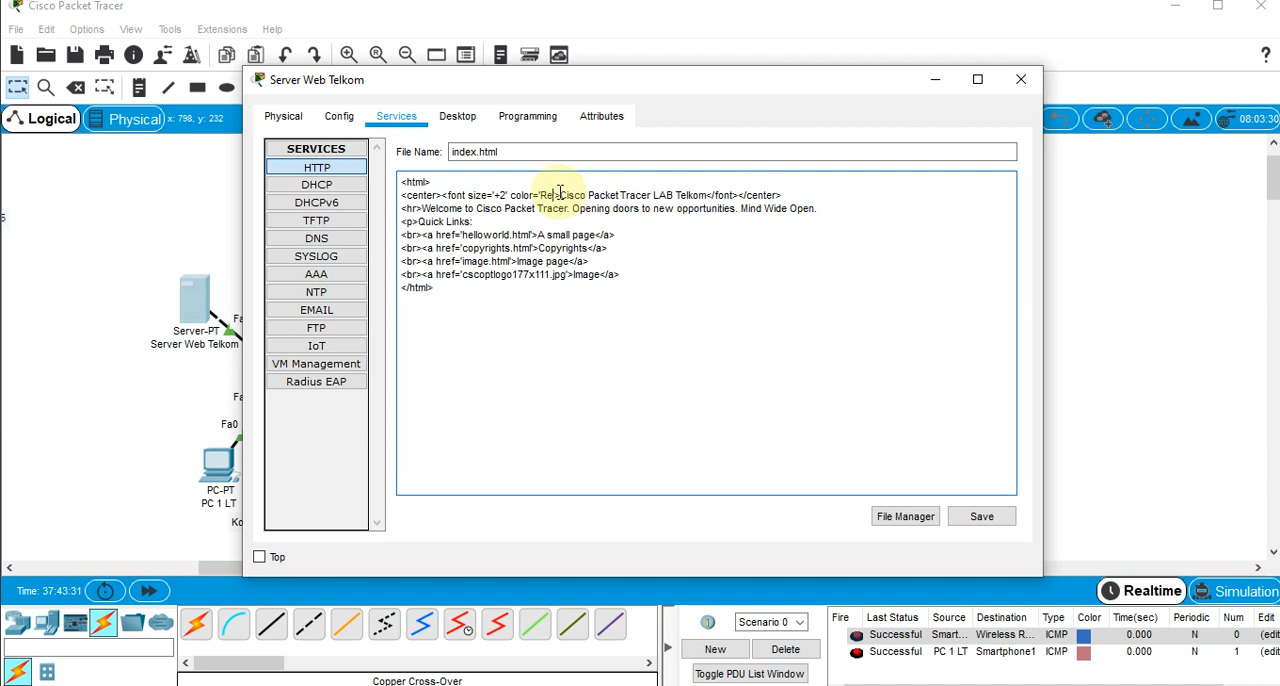 Cisco Packet Tracer
File Edit Options View Tools Extensions Help
?
Logical Physical x: 798, y: 232
08:03:30
Server Web Telkom
Physical Config Services Desktop Programming Attributes
SERVICES
HTTP
DHCP
DHCPv6
TFTP
DNS
SYSLOG
AAA
NTP
EMAIL
FTP
IoT
VM Management
Radius EAP
File Name: index.html
<html>
<center><font size='+2' color='Re>Cisco Packet Tracer LAB Telkom</font></center>
<hr>Welcome to Cisco Packet Tracer. Opening doors to new opportunities. Mind Wide Open.
<p>Quick Links:
<br><a href='helloworld.html'>A small page</a>
<br><a href='copyrights.html'>Copyrights</a>
<br><a href='image.html'>Image page</a>
<br><a href='cscoptlogo177x111.jpg'>Image</a>
</html>
File Manager Save
Top
Fa
Server-PT
Server Web Telkom
Fa
Fa0
PC-PT
PC 1 LT
Ko
Time: 37:43:31
Realtime Simulation
Copper Cross-Over
1 Scenario 0
New Delete
Toggle PDU List Window
Fire Last Status Source Destination Type Color Time(sec) Periodic Num Edit
Successful Smart... Wireless R... ICMP 0.000 N 0 (edit
Successful PC 1 LT Smartphone1 ICMP 0.000 N 1 (edit